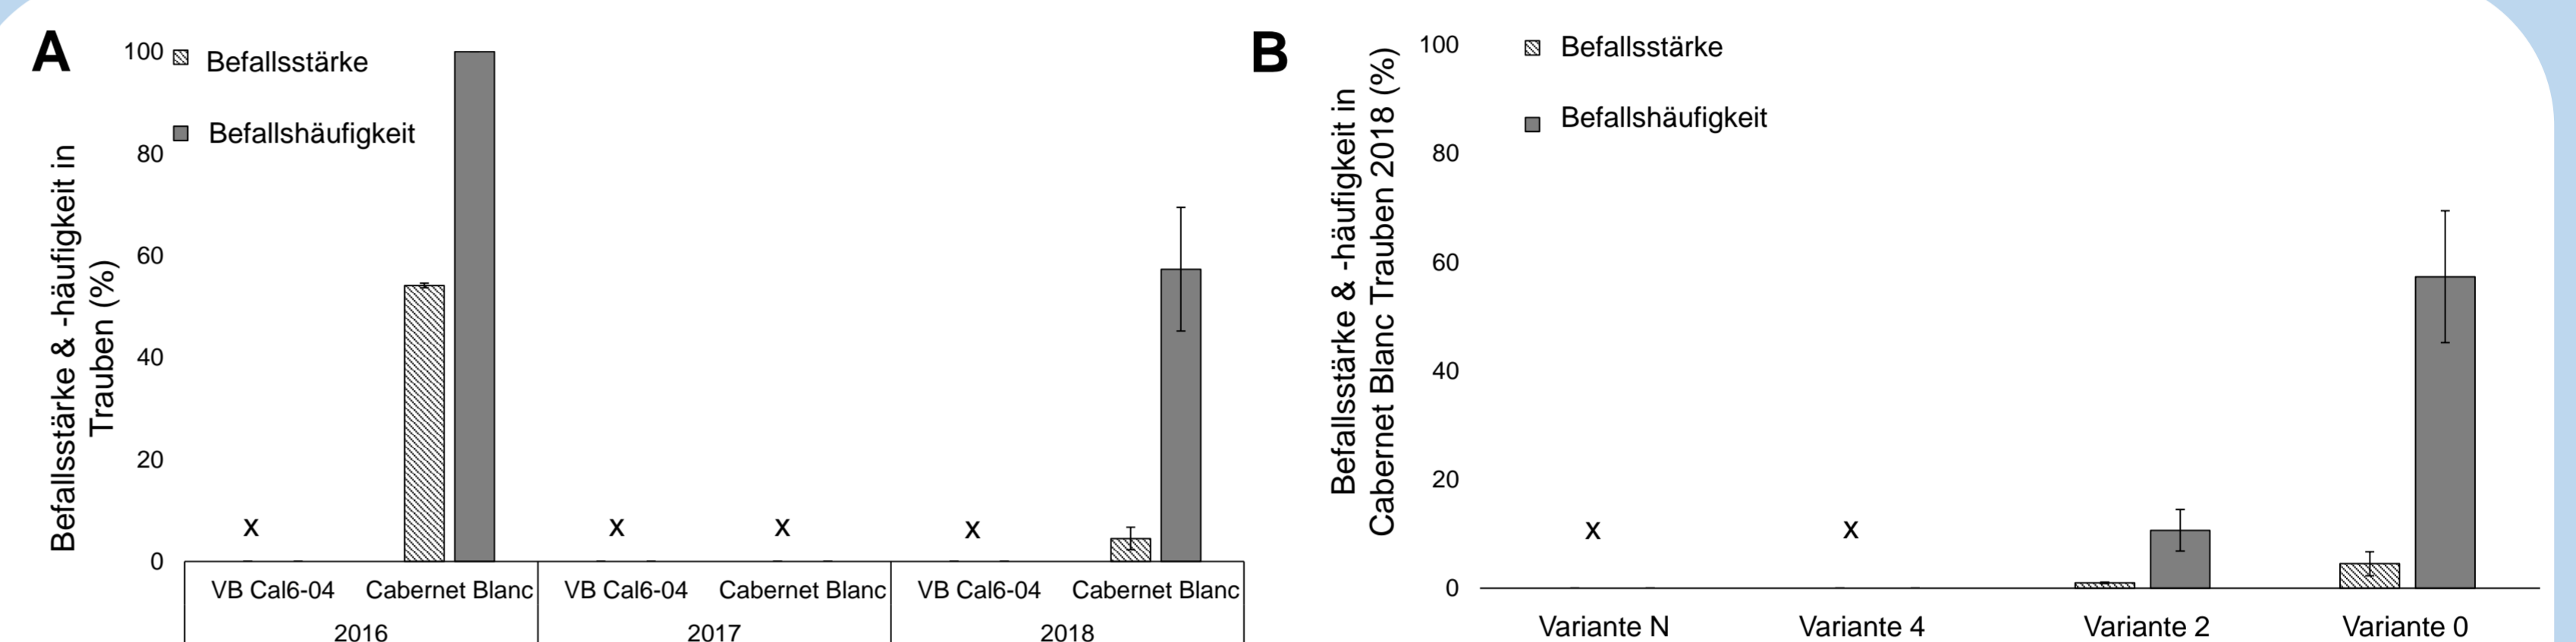 A
Befallsstärke & -häufigkeit in
Trauben (%)
100
80
60
40
20
0
Befallsstärke
Befallshäufigkeit
x
x
x
x
VB Cal6-04
Cabernet Blanc
VB Cal6-04
Cabernet Blanc
VB Cal6-04
Cabernet Blanc
2016
2017
2018
B
Befallsstärke & -häufigkeit in
Cabernet Blanc Trauben 2018 (%)
100
80
60
40
20
0
Befallsstärke
Befallshäufigkeit
x
x
Variante N
Variante 4
Variante 2
Variante 0